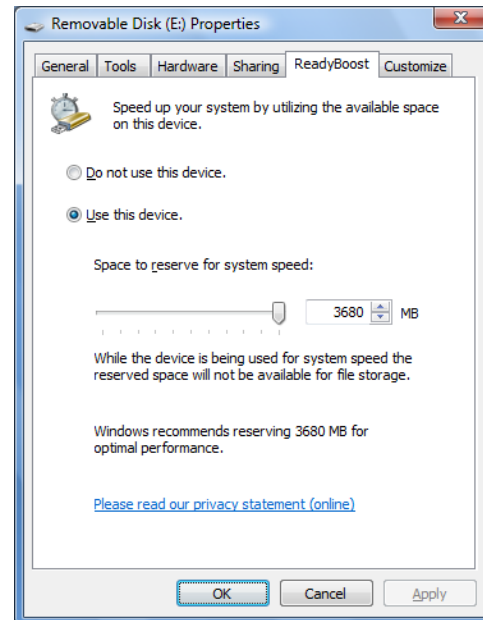 Removable Disk (E:) Properties
General Tools Hardware Sharing ReadyBoost Customize
Speed up your system by utilizing the available space
on this device.
Do not use this device.
Use this device.
Space to reserve for system speed:
3680 MB
While the device is being used for system speed the
reserved space will not be available for file storage.
Windows recommends reserving 3680 MB for
optimal performance.
Please read our privacy statement (online)
OK Cancel Apply